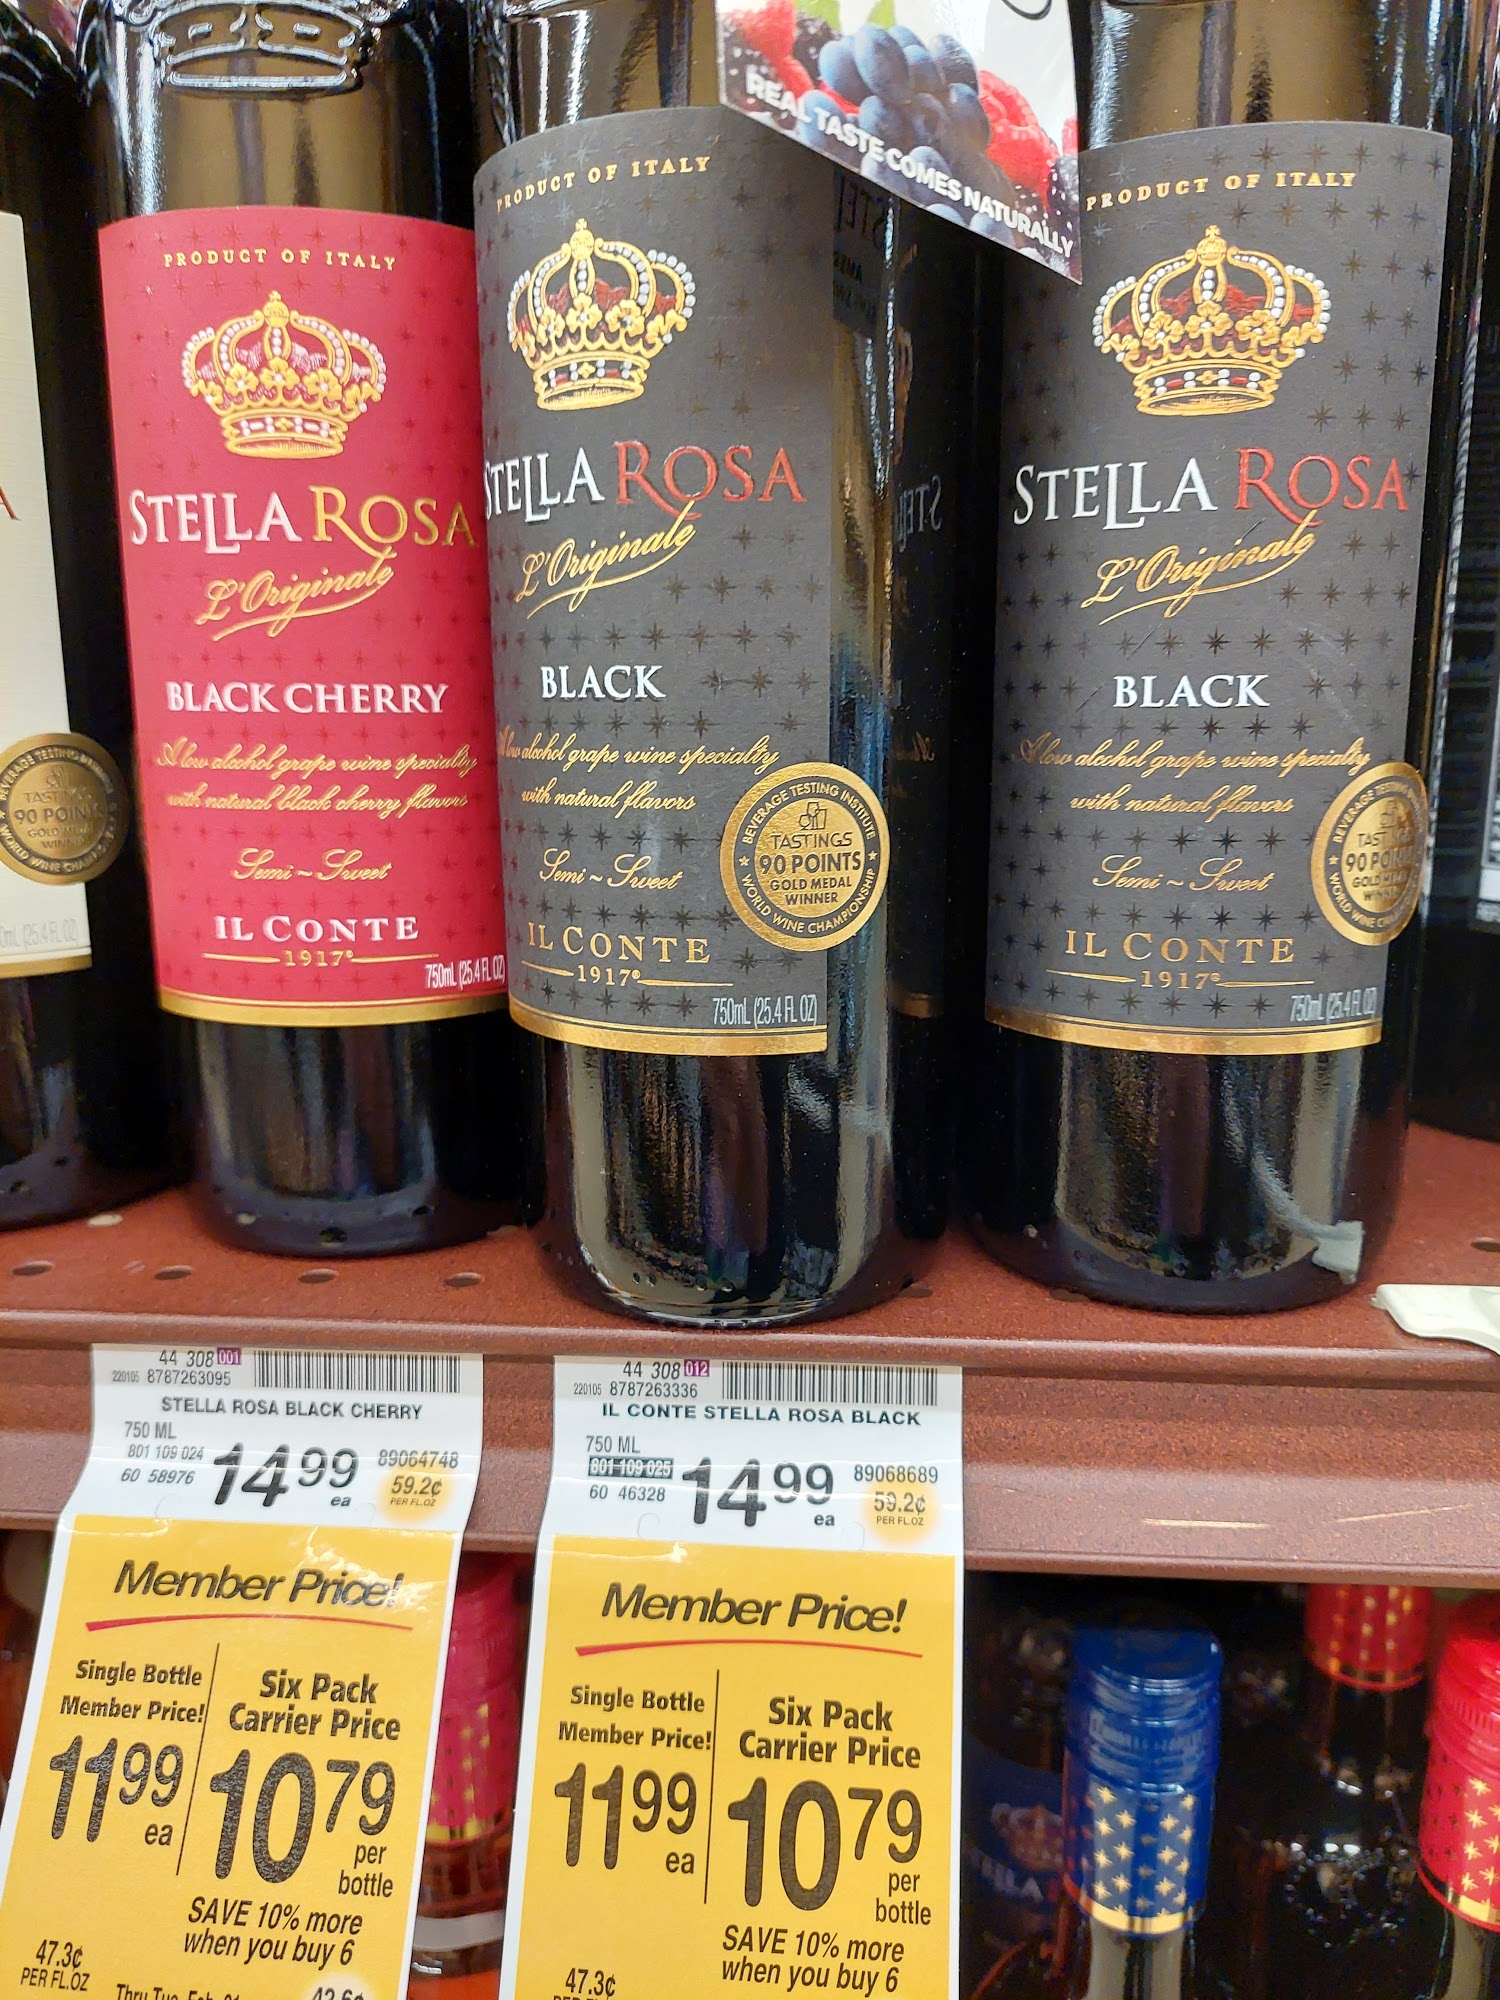 REAL TASTE COMES NATURALLY
PRODUCT OF ITALY
STELLA ROSA
L'Originale
BLACK CHERRY
A low alcohol grape wine specialty
with natural black cherry flavors
Semi~Sweet
IL CONTE
1917®
750mL (25.4 FL OZ)
PRODUCT OF ITALY
STELLA ROSA
L'Originale
BLACK
A low alcohol grape wine specialty
with natural flavors
Semi~Sweet
IL CONTE
1917®
750mL (25.4 FL OZ)
BEVERAGE TESTING INSTITUTE
TASTINGS
90 POINTS
GOLD MEDAL
WINNER
WORLD WINE CHAMPIONSHIP
PRODUCT OF ITALY
STELLA ROSA
L'Originale
BLACK
A low alcohol grape wine specialty
with natural flavors
Semi~Sweet
IL CONTE
1917®
750mL (25.4 FL OZ)
90 POINTS
GOLD MEDAL
44 308 001
220105 8787263095
STELLA ROSA BLACK CHERRY
750 ML
801 109 024
60 58976
14.99 ea
89064748
59.2¢
PER FL.OZ
Member Price!
Single Bottle
Member Price!
11.99 ea
Six Pack
Carrier Price
10.79 per bottle
SAVE 10% more
when you buy 6
47.3¢
PER FL.OZ
Thru Tue
44 308 012
220105 8787263336
IL CONTE STELLA ROSA BLACK
750 ML
801 109 025
60 46328
14.99 ea
89068689
59.2¢
PER FL.OZ
Member Price!
Single Bottle
Member Price!
11.99 ea
Six Pack
Carrier Price
10.79 per bottle
SAVE 10% more
when you buy 6
47.3¢